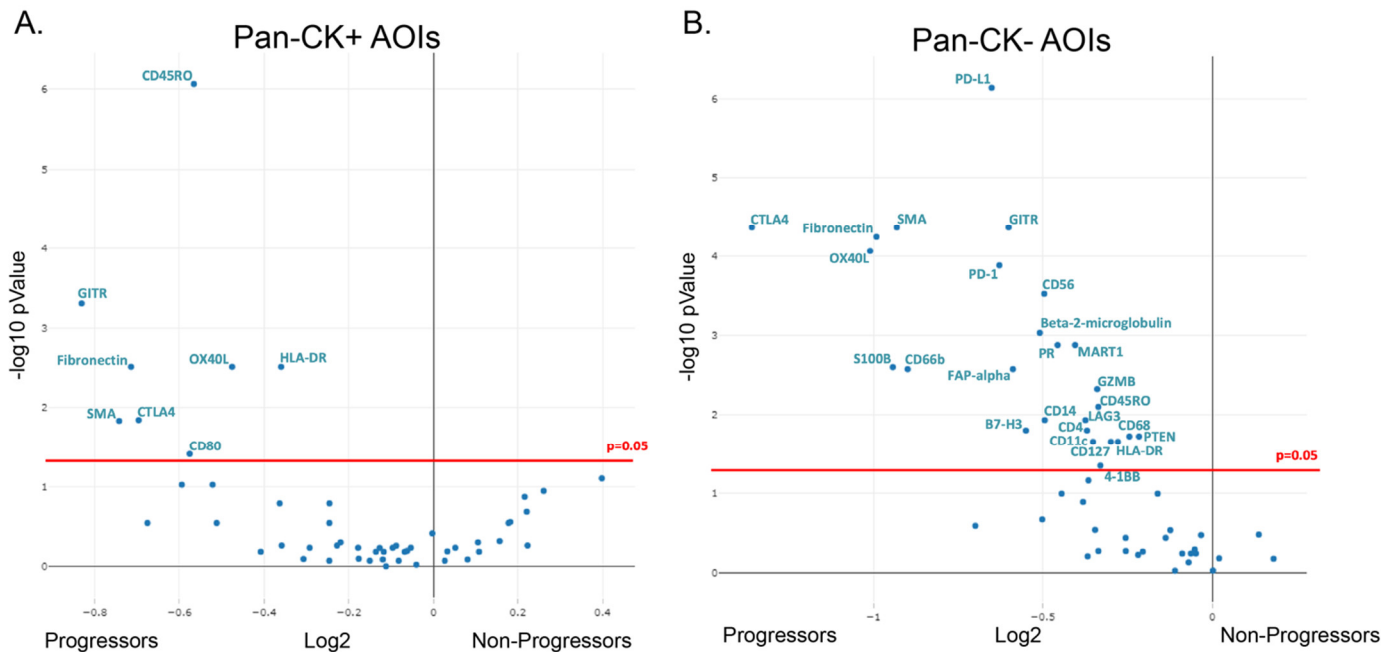 A.
Pan-CK+ AOIs
-log10 pValue
6
5
4
3
2
1
0
CD45RO
GITR
Fibronectin
OX40L
HLA-DR
SMA
CTLA4
CD80
p=0.05
−0.8
−0.6
−0.4
−0.2
0
0.2
0.4
Progressors
Log2
Non-Progressors
B.
Pan-CK- AOIs
-log10 pValue
6
5
4
3
2
1
0
PD-L1
CTLA4
Fibronectin
SMA
GITR
OX40L
PD-1
CD56
Beta-2-microglobulin
PR
MART1
S100B
CD66b
FAP-alpha
GZMB
CD45RO
CD14
LAG3
B7-H3
CD4
CD68
PTEN
CD11c
CD127
HLA-DR
4-1BB
p=0.05
−1
−0.5
0
Progressors
Log2
Non-Progressors